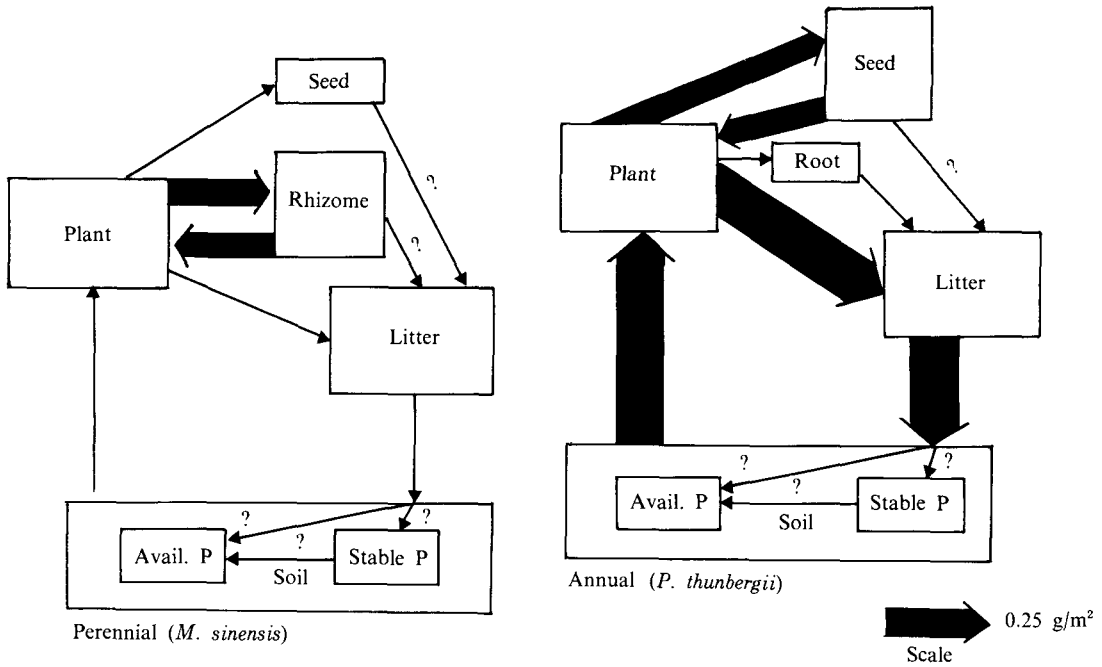 Seed
?
Rhizome
Plant
?
Litter
?
?
?
Avail. P
Stable P
Soil
Perennial (M. sinensis)
Seed
Plant
Root
?
Litter
?
?
?
Avail. P
Stable P
Soil
Annual (P. thunbergii)
0.25 g/m²
Scale